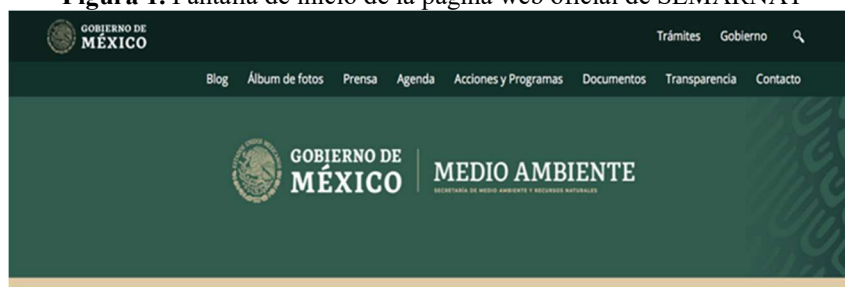 Figura 1. Pantalla de inicio de la página web oficial de SEMARNAT
GOBIERNO DE
MÉXICO
Trámites Gobierno
Blog Álbum de fotos Prensa Agenda Acciones y Programas Documentos Transparencia Contacto
GOBIERNO DE
MÉXICO
MEDIO AMBIENTE
SECRETARÍA DE MEDIO AMBIENTE Y RECURSOS NATURALES